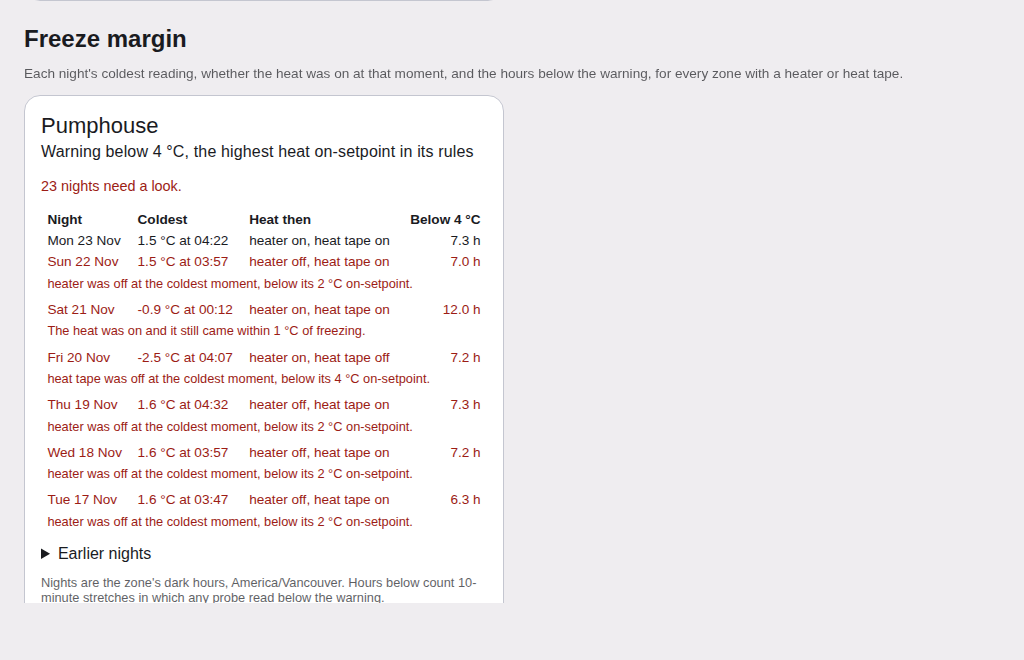 Freeze margin
Each night's coldest reading, whether the heat was on at that moment, and the hours below the warning, for every zone with a heater or heat tape.
Pumphouse
Warning below 4 °C, the highest heat on-setpoint in its rules
23 nights need a look.
Night Coldest Heat then Below 4 °C
Mon 23 Nov 1.5 °C at 04:22 heater on, heat tape on 7.3 h
Sun 22 Nov 1.5 °C at 03:57 heater off, heat tape on 7.0 h
heater was off at the coldest moment, below its 2 °C on-setpoint.
Sat 21 Nov -0.9 °C at 00:12 heater on, heat tape on 12.0 h
The heat was on and it still came within 1 °C of freezing.
Fri 20 Nov -2.5 °C at 04:07 heater on, heat tape off 7.2 h
heat tape was off at the coldest moment, below its 4 °C on-setpoint.
Thu 19 Nov 1.6 °C at 04:32 heater off, heat tape on 7.3 h
heater was off at the coldest moment, below its 2 °C on-setpoint.
Wed 18 Nov 1.6 °C at 03:57 heater off, heat tape on 7.2 h
heater was off at the coldest moment, below its 2 °C on-setpoint.
Tue 17 Nov 1.6 °C at 03:47 heater off, heat tape on 6.3 h
heater was off at the coldest moment, below its 2 °C on-setpoint.
Earlier nights
Nights are the zone's dark hours, America/Vancouver. Hours below count 10-
minute stretches in which any probe read below the warning.